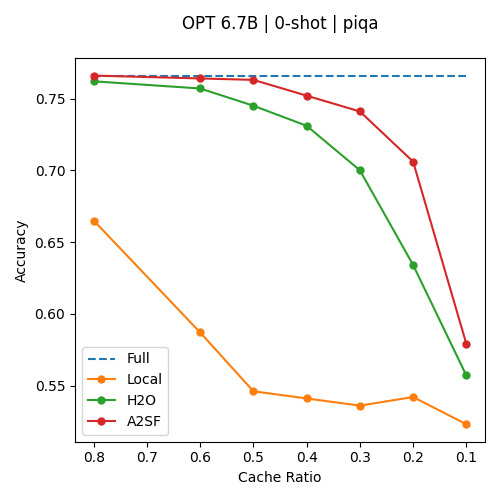 OPT 6.7B | 0-shot | piqa
Accuracy
0.75
0.70
0.65
0.60
0.55
Full
Local
H2O
A2SF
0.8 0.7 0.6 0.5 0.4 0.3 0.2 0.1
Cache Ratio